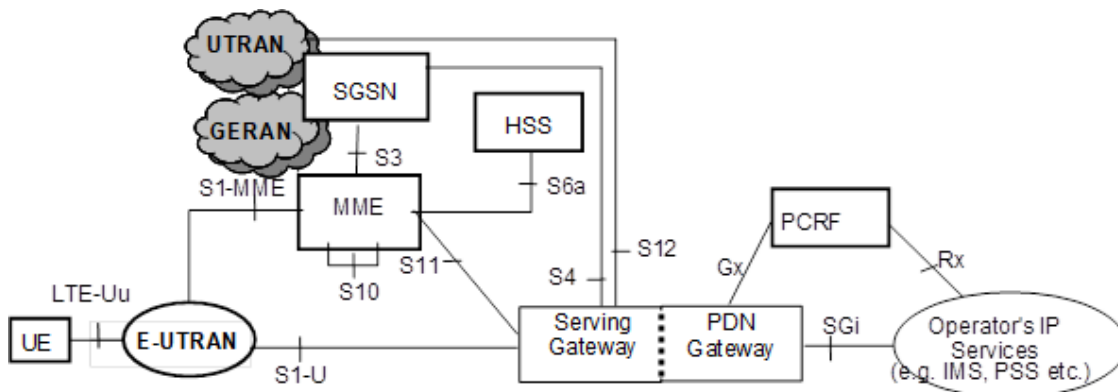 UTRAN
SGSN
GERAN
HSS
S3
S1-MME
S6a
MME
PCRF
S12
S11
S4
Gx
Rx
S10
LTE-Uu
UE
E-UTRAN
Serving
Gateway
PDN
Gateway
SGi
Operator's IP
Services
(e.g. IMS, PSS etc.)
S1-U